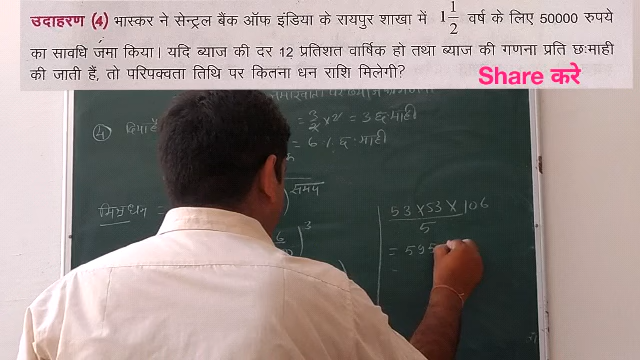 उदाहरण (4) भास्कर ने सेन्ट्रल बैंक ऑफ इंडिया के रायपुर शाखा में 1 1/2 वर्ष के लिए 50000 रुपये
का सावधि जमा किया। यदि ब्याज की दर 12 प्रतिशत वार्षिक हो तथा ब्याज की गणना प्रति छःमाही
की जाती हैं, तो परिपक्वता तिथि पर कितना धन राशि मिलेगी?
Share करे
= 3/2 × 2 = 3 छ.माही
= 6 % छ.माही
समय
मिश्रधन =
3
53 × 53 × 106
5
= 595
=